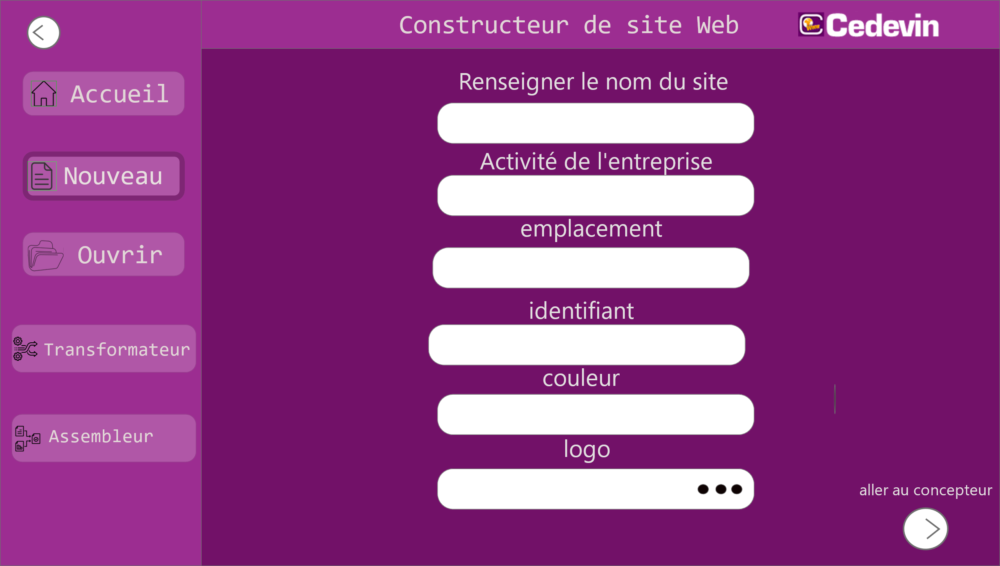 Constructeur de site Web
Cedevin
www
Accueil
Nouveau
Ouvrir
Transformateur
Assembleur
Renseigner le nom du site
Activité de l'entreprise
emplacement
identifiant
couleur
logo
aller au concepteur